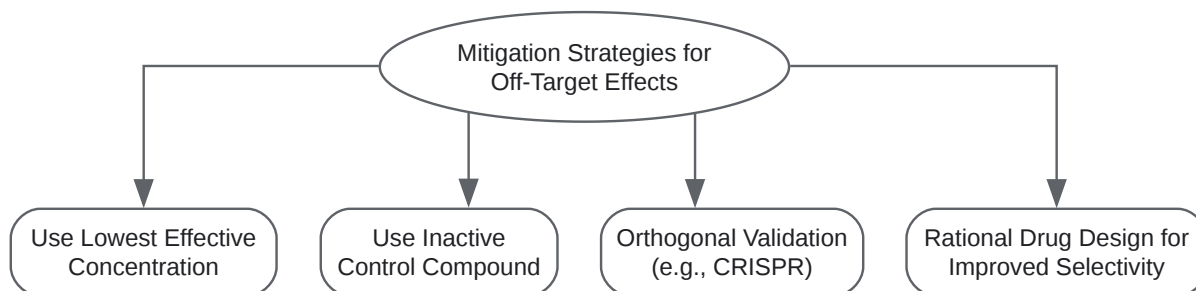 Mitigation Strategies for
Off-Target Effects
Use Lowest Effective
Concentration
Use Inactive
Control Compound
Orthogonal Validation
(e.g., CRISPR)
Rational Drug Design for
Improved Selectivity